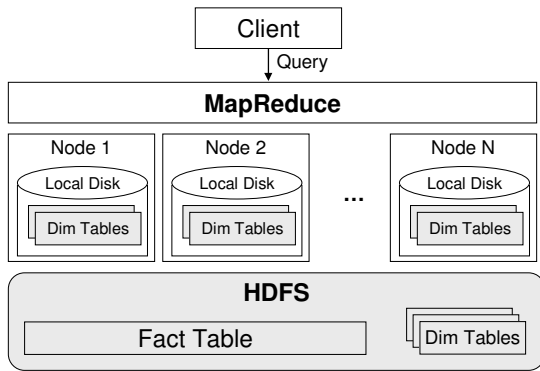 Client
Query
MapReduce
Node 1
Node 2
Node N
Local Disk
Local Disk
Local Disk
...
Dim Tables
Dim Tables
Dim Tables
HDFS
Fact Table
Dim Tables